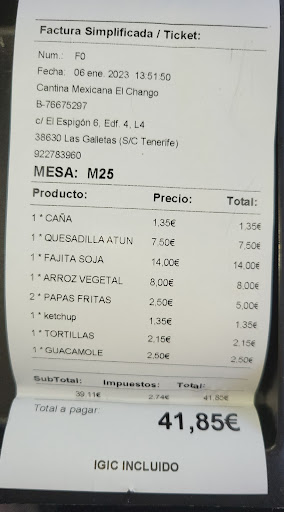 Factura Simplificada / Ticket:
Num.: F0
Fecha: 06 ene. 2023 13:51:50
Cantina Mexicana El Chango
B-76675297
c/ El Espigón 6, Edf. 4, L4
38630 Las Galletas (S/C Tenerife)
922783960
MESA: M25
Producto: Precio: Total:
1 * CAÑA 1,35€ 1,35€
1 * QUESADILLA ATUN 7,50€ 7,50€
1 * FAJITA SOJA 14,00€ 14,00€
1 * ARROZ VEGETAL 8,00€ 8,00€
2 * PAPAS FRITAS 2,50€ 5,00€
1 * ketchup 1,35€ 1,35€
1 * TORTILLAS 2,15€ 2,15€
1 * GUACAMOLE 2,50€ 2,50€
SubTotal: Impuestos: Total:
39,11€ 2,74€ 41,85€
Total a pagar: 41,85€
IGIC INCLUIDO